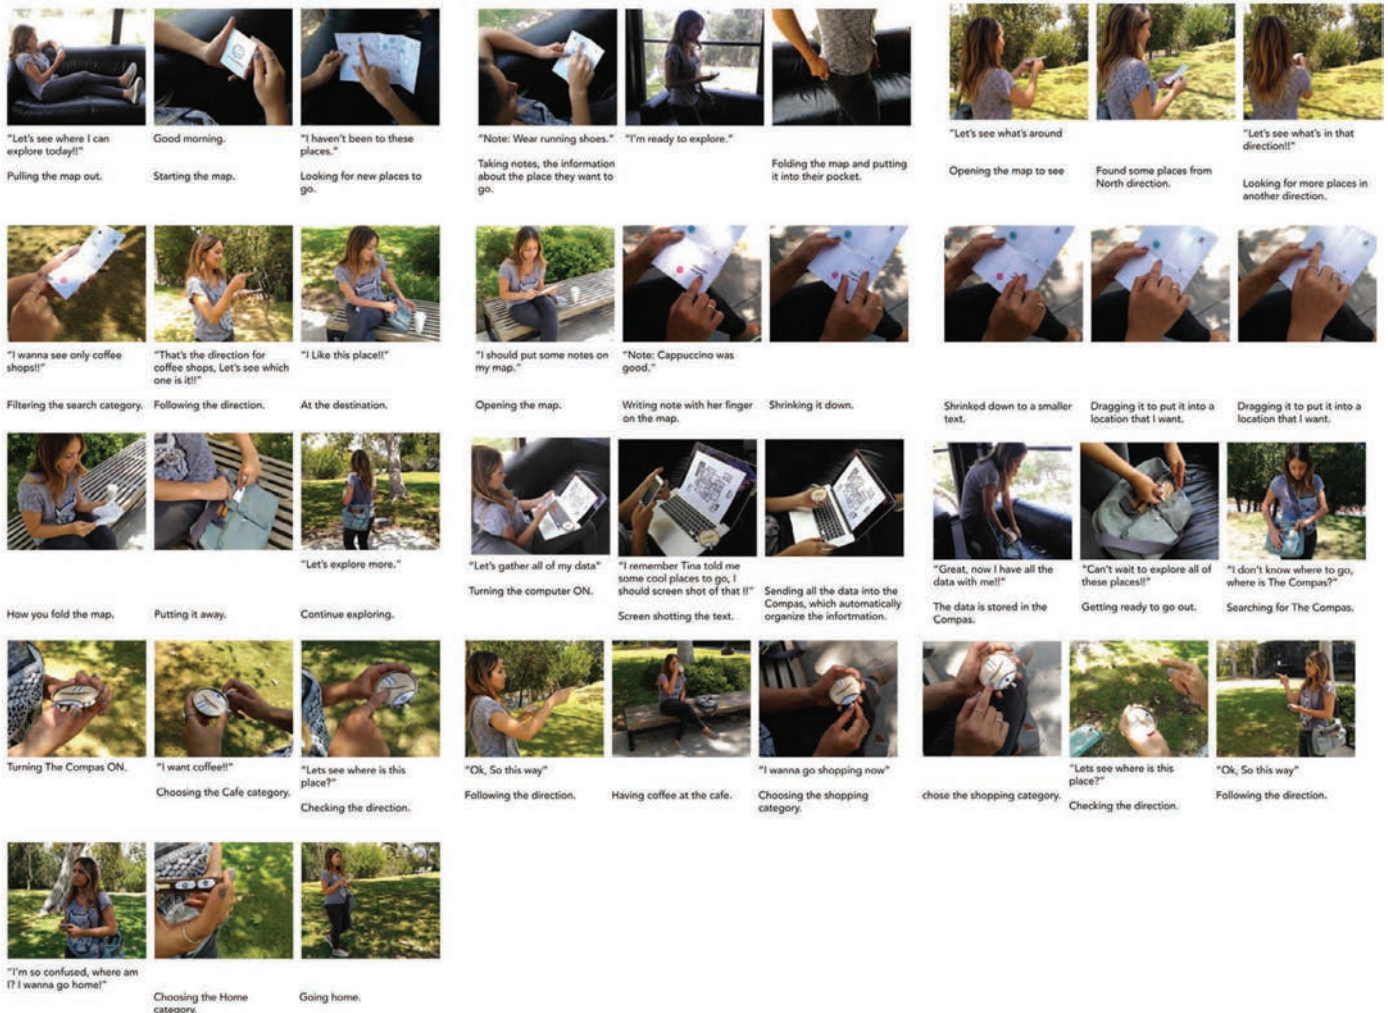 "Let's see where I can
explore today!!"
Pulling the map out.
Good morning.
Starting the map.
"I haven't been to these
places."
Looking for new places to
go.
"Note: Wear running shoes."
Taking notes, the information
about the place they want to
go.
"I'm ready to explore."
Folding the map and putting
it into their pocket.
"Let's see what's around
Opening the map to see
Found some places from
North direction.
"Let's see what's in that
direction!!"
Looking for more places in
another direction.
"I wanna see only coffee
shops!!"
Filtering the search category.
"That's the direction for
coffee shops, Let's see which
one is it!!"
Following the direction.
"I Like this place!!"
At the destination.
"I should put some notes on
my map."
Opening the map.
"Note: Cappuccino was
good."
Writing note with her finger
on the map.
Shrinking it down.
Shrinked down to a smaller
text.
Dragging it to put it into a
location that I want.
Dragging it to put it into a
location that I want.
How you fold the map.
Putting it away.
"Let's explore more."
Continue exploring.
"Let's gather all of my data"
Turning the computer ON.
"I remember Tina told me
some cool places to go, I
should screen shot of that !!"
Screen shotting the text.
Sending all the data into the
Compas, which automatically
organize the infortmation.
"Great, now I have all the
data with me!!"
The data is stored in the
Compas.
"Can't wait to explore all of
these places!!"
Getting ready to go out.
"I don't know where to go,
where is The Compas?"
Searching for The Compas.
Turning The Compas ON.
"I want coffee!!"
Choosing the Cafe category.
"Lets see where is this
place?"
Checking the direction.
"Ok, So this way"
Following the direction.
Having coffee at the cafe.
"I wanna go shopping now"
Choosing the shopping
category.
chose the shopping category.
"Lets see where is this
place?"
Checking the direction.
"Ok, So this way"
Following the direction.
"I'm so confused, where am
I? I wanna go home!"
Choosing the Home
category.
Going home.